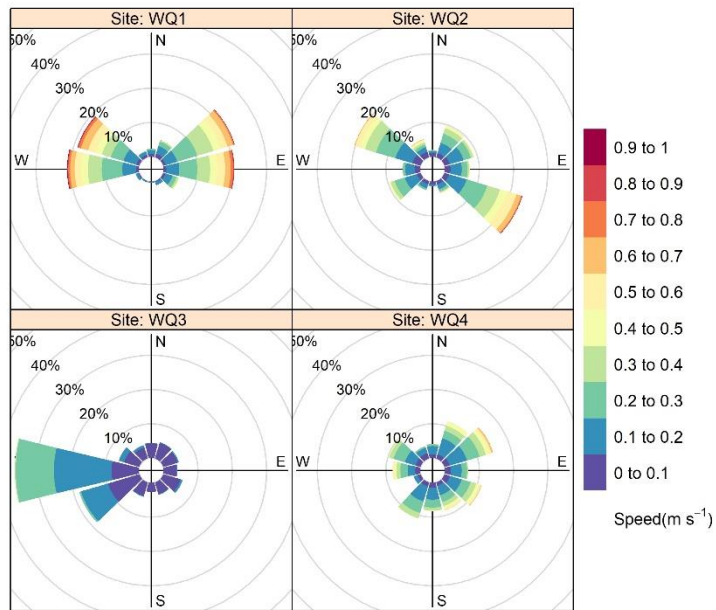 Site: WQ1
50%
40%
30%
20%
10%
N
W
E
S
Site: WQ2
50%
40%
30%
20%
10%
N
W
E
S
Site: WQ3
50%
40%
30%
20%
10%
N
W
E
S
Site: WQ4
50%
40%
30%
20%
10%
N
W
E
S
0.9 to 1
0.8 to 0.9
0.7 to 0.8
0.6 to 0.7
0.5 to 0.6
0.4 to 0.5
0.3 to 0.4
0.2 to 0.3
0.1 to 0.2
0 to 0.1
Speed(m s⁻¹)